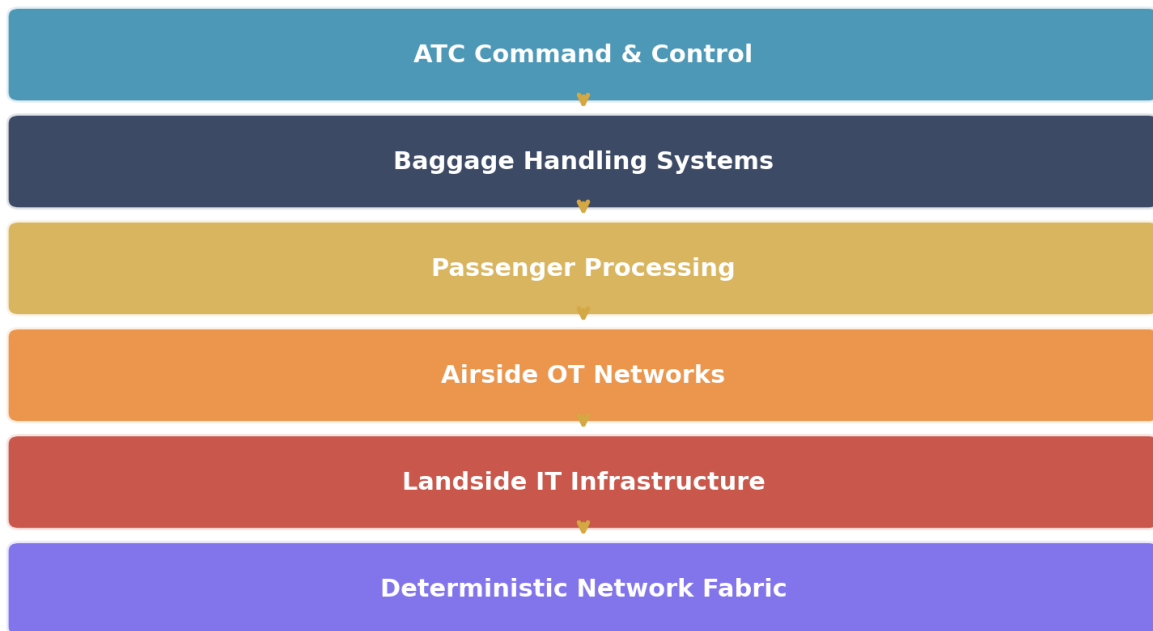 ATC Command & Control
Baggage Handling Systems
Passenger Processing
Airside OT Networks
Landside IT Infrastructure
Deterministic Network Fabric